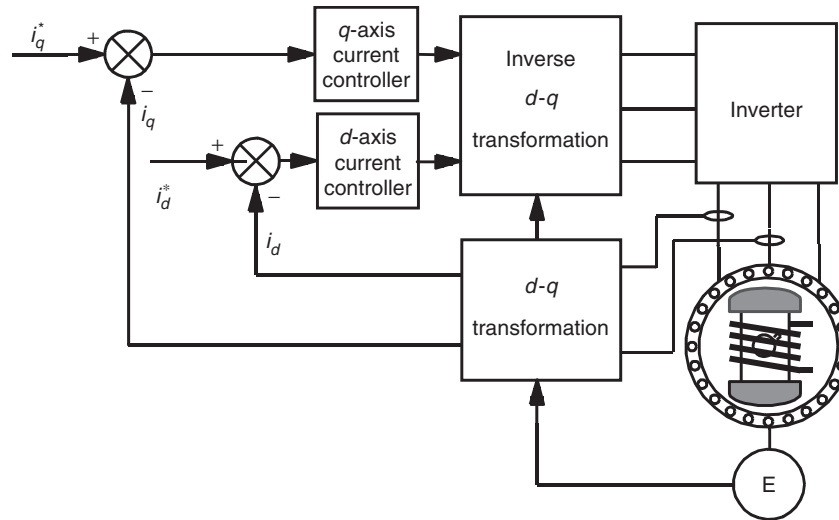 i*q
+
−
iq
q-axis
current
controller
Inverse
d-q
transformation
Inverter
+
−
i*d
id
d-axis
current
controller
d-q
transformation
E